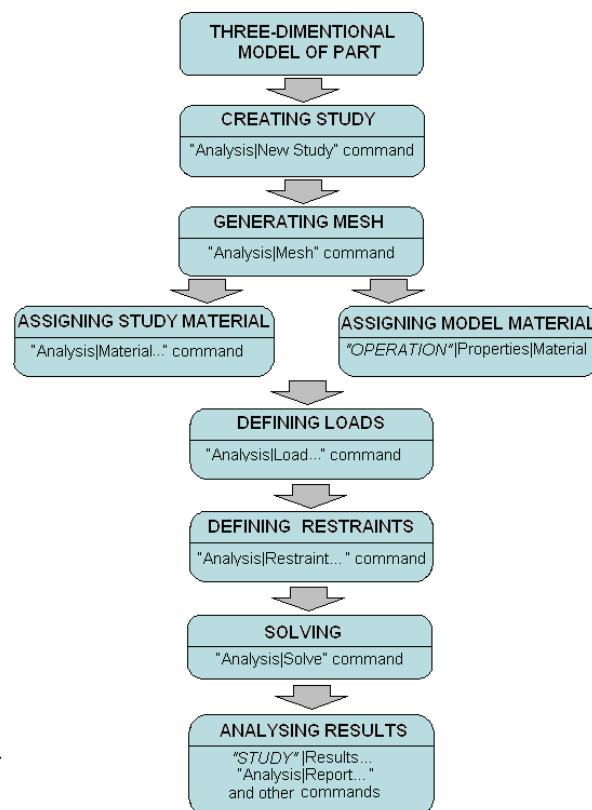 THREE-DIMENTIONAL
MODEL OF PART
CREATING STUDY
"Analysis|New Study" command
GENERATING MESH
"Analysis|Mesh" command
ASSIGNING STUDY MATERIAL
"Analysis|Material..." command
ASSIGNING MODEL MATERIAL
"OPERATION"|Properties|Material
DEFINING LOADS
"Analysis|Load..." command
DEFINING RESTRAINTS
"Analysis|Restraint... " command
SOLVING
"Analysis|Solve" command
ANALYSING RESULTS
"STUDY"|Results...
"Analysis|Report..."
and other commands